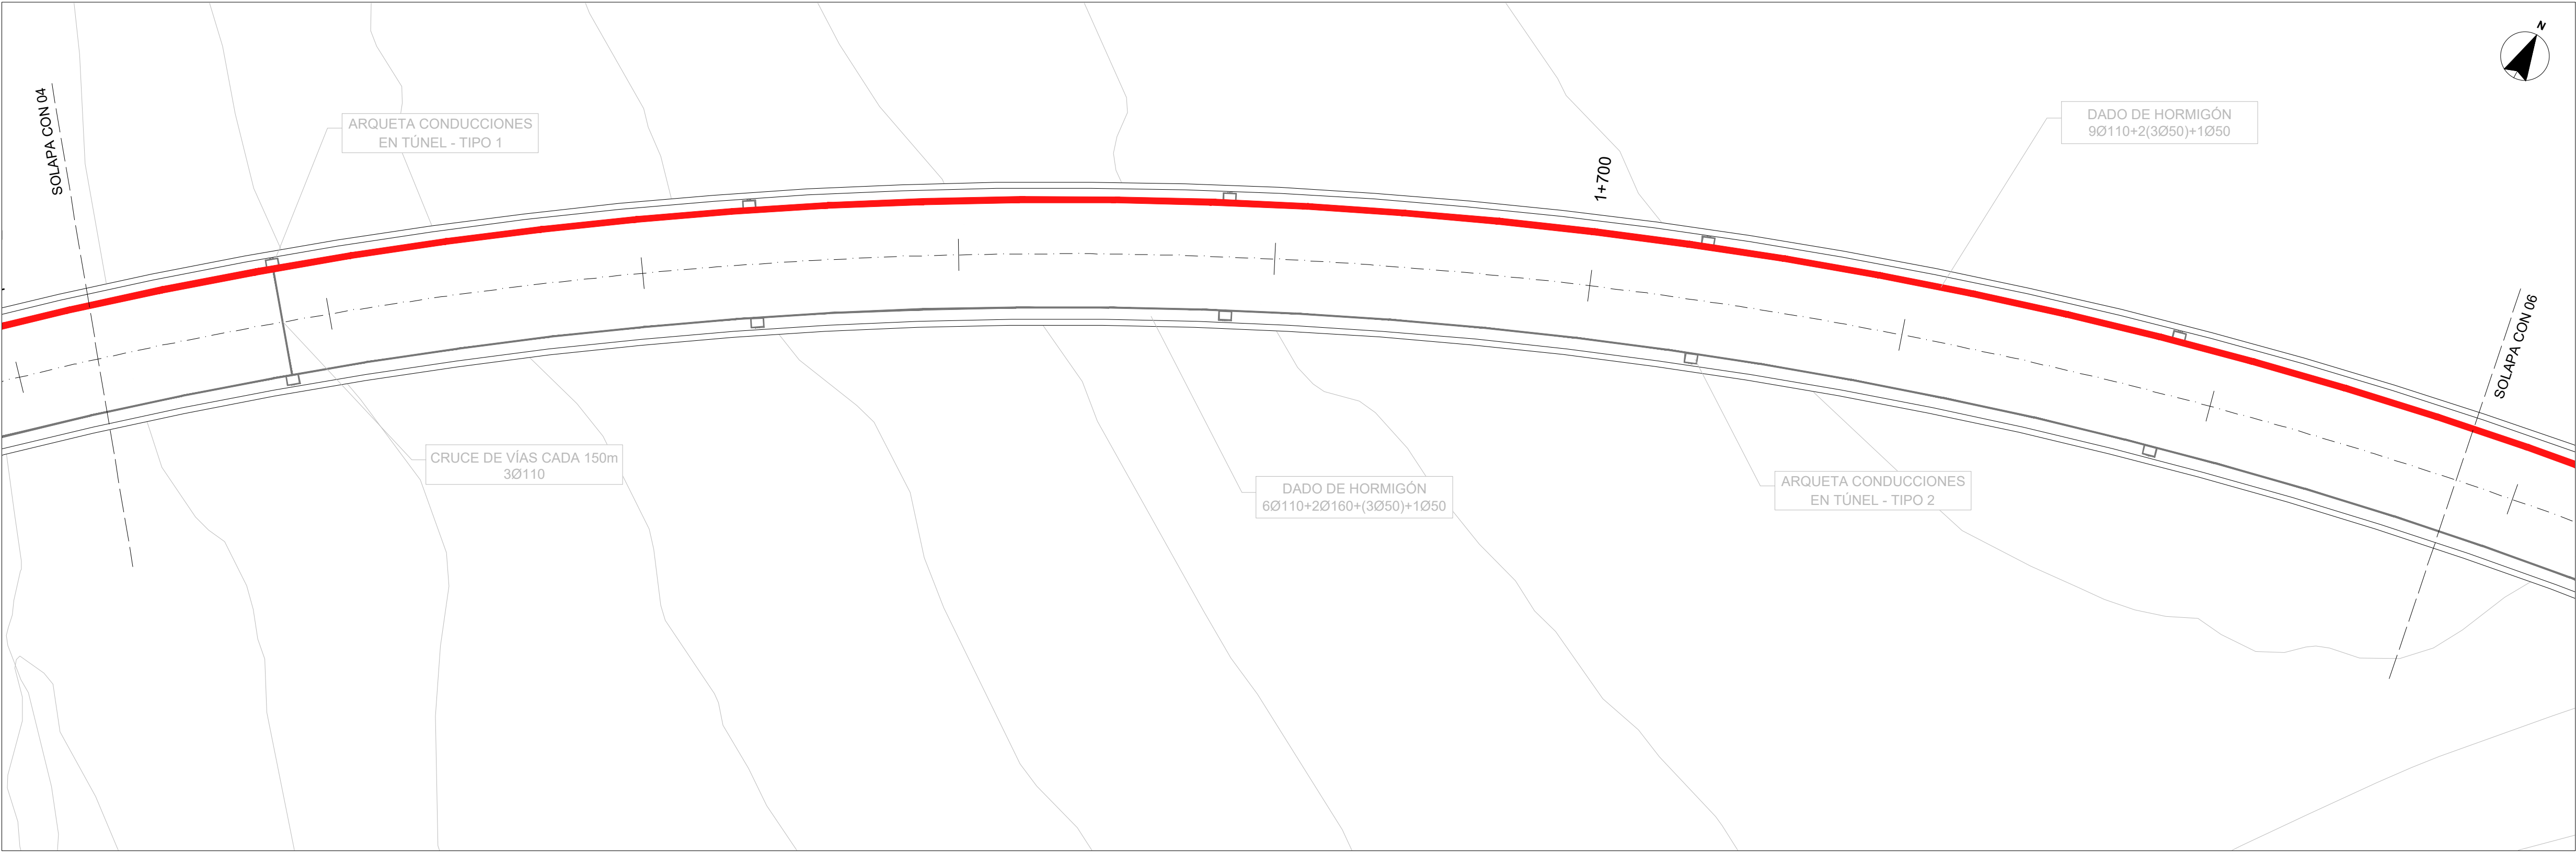 N
SOLAPA CON 04
ARQUETA CONDUCCIONES
EN TÚNEL - TIPO 1
DADO DE HORMIGÓN
9Ø110+2(3Ø50)+1Ø50
1+700
SOLAPA CON 06
CRUCE DE VÍAS CADA 150m
3Ø110
DADO DE HORMIGÓN
6Ø110+2Ø160+(3Ø50)+1Ø50
ARQUETA CONDUCCIONES
EN TÚNEL - TIPO 2